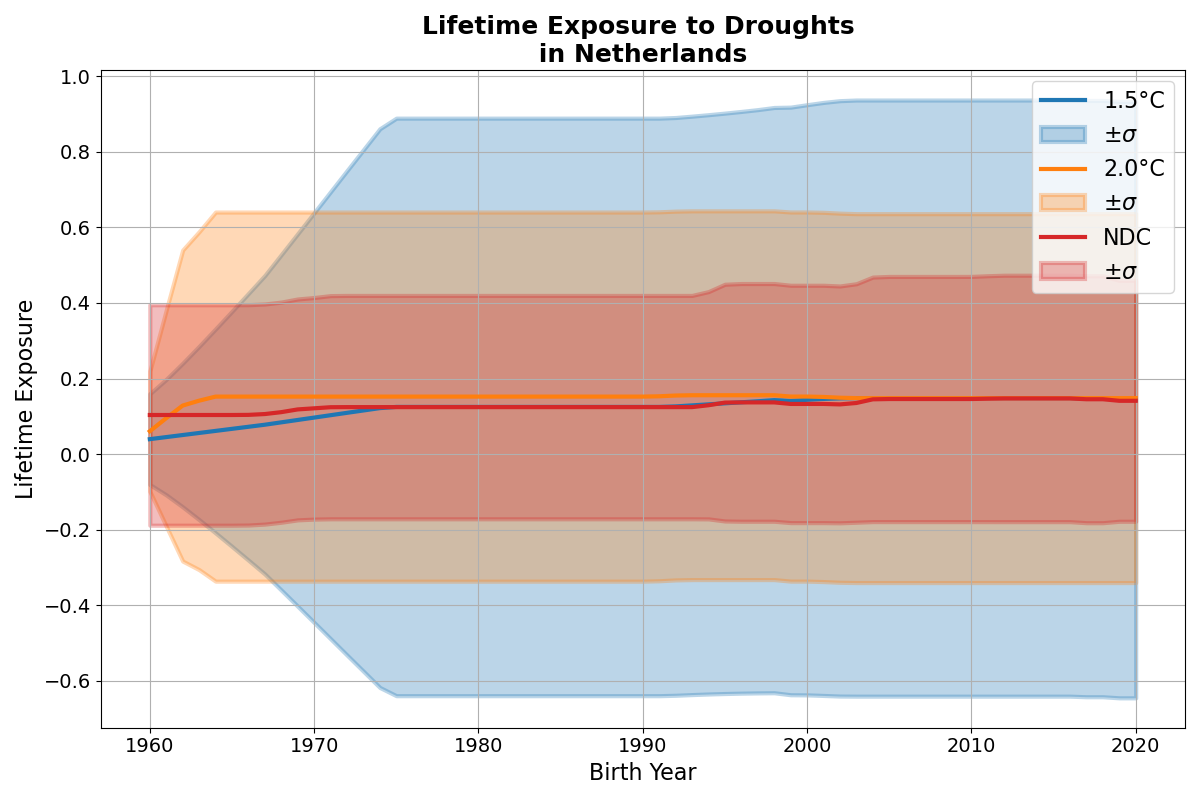 Lifetime Exposure to Droughts
in Netherlands
1.0
0.8
0.6
0.4
0.2
0.0
−0.2
−0.4
−0.6
Lifetime Exposure
1960
1970
1980
1990
2000
2010
2020
Birth Year
1.5°C
±σ
2.0°C
±σ
NDC
±σ